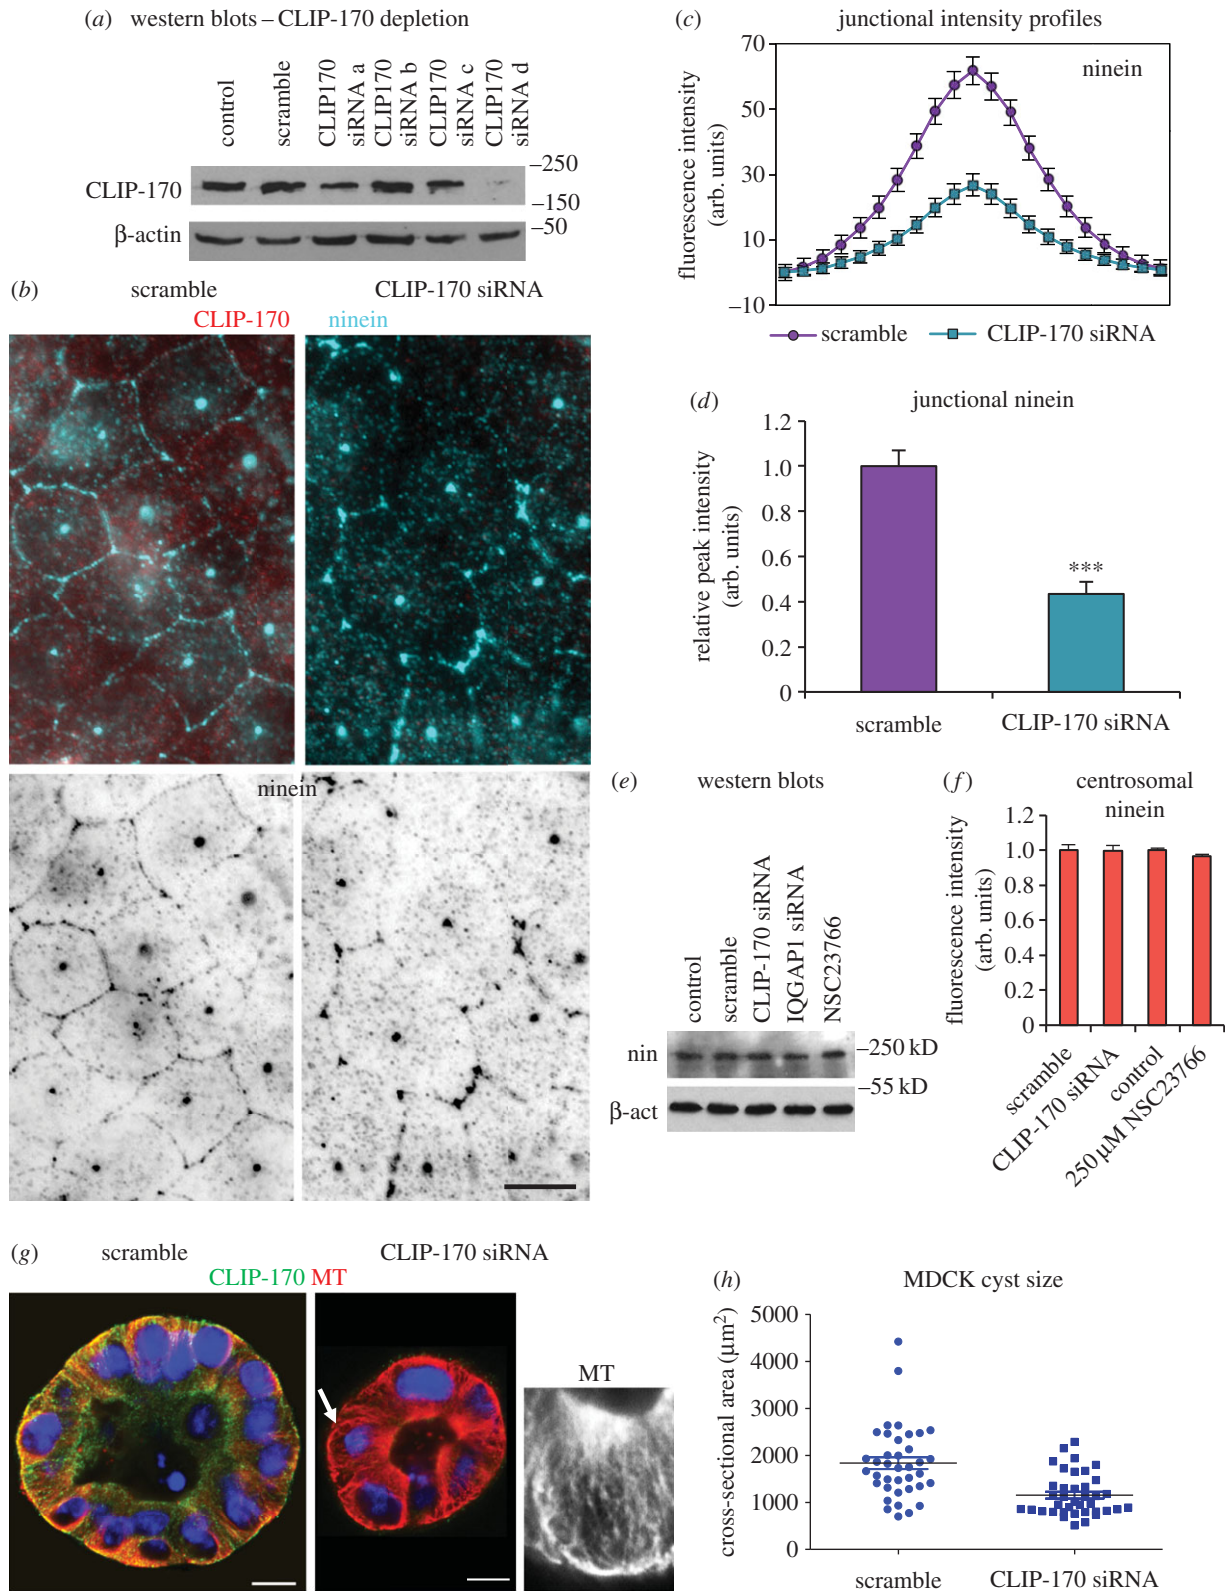 (a) western blots – CLIP-170 depletion
control
scramble
CLIP170
siRNA a
CLIP170
siRNA b
CLIP170
siRNA c
CLIP170
siRNA d
CLIP-170
–250
–150
β-actin
–50
(b) scramble CLIP-170 siRNA
CLIP-170 ninein
ninein
(c) junctional intensity profiles
ninein
fluorescence intensity
(arb. units)
70
50
30
10
–10
scramble CLIP-170 siRNA
(d) junctional ninein
relative peak intensity
(arb. units)
1.2
1.0
1.2
0.6
0.4
0.2
0
***
scramble CLIP-170 siRNA
(e) western blots
control
scramble
CLIP-170 siRNA
IQGAP1 siRNA
NSC23766
nin
–250 kD
–55 kD
β-act
(f) centrosomal
ninein
fluorescence intensity
(arb. units)
1.2
1.0
0.8
0.6
0.4
0.2
0
scramble
CLIP-170 siRNA
control
250 μM NSC23766
(g) scramble CLIP-170 siRNA
CLIP-170 MT
MT
(h) MDCK cyst size
cross-sectional area (μm²)
5000
4000
3000
2000
1000
0
scramble CLIP-170 siRNA